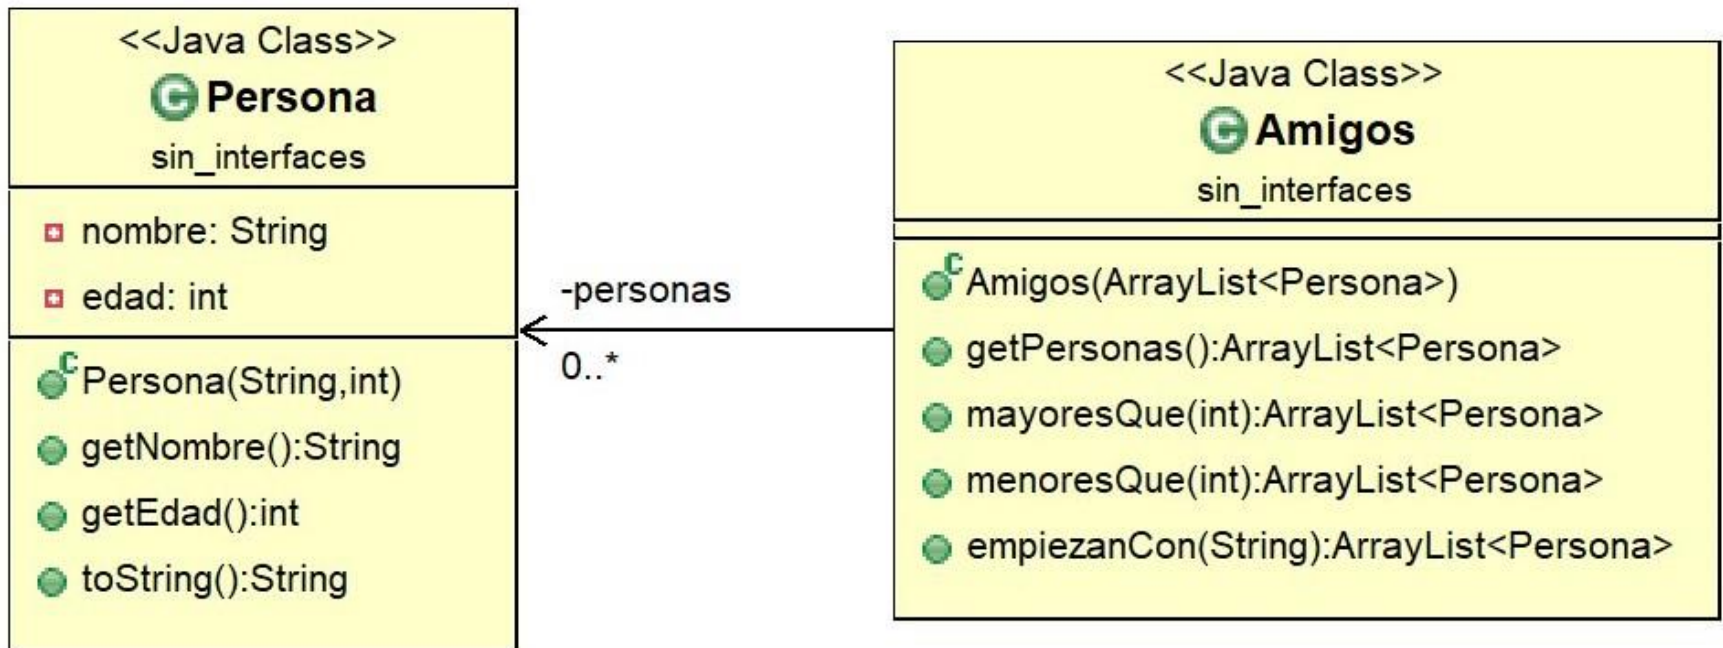 <<Java Class>>
Persona
sin_interfaces
nombre: String
edad: int
Persona(String,int)
getNombre():String
getEdad():int
toString():String
-personas
0..*
<<Java Class>>
Amigos
sin_interfaces
Amigos(ArrayList<Persona>)
getPersonas():ArrayList<Persona>
mayoresQue(int):ArrayList<Persona>
menoresQue(int):ArrayList<Persona>
empiezanCon(String):ArrayList<Persona>